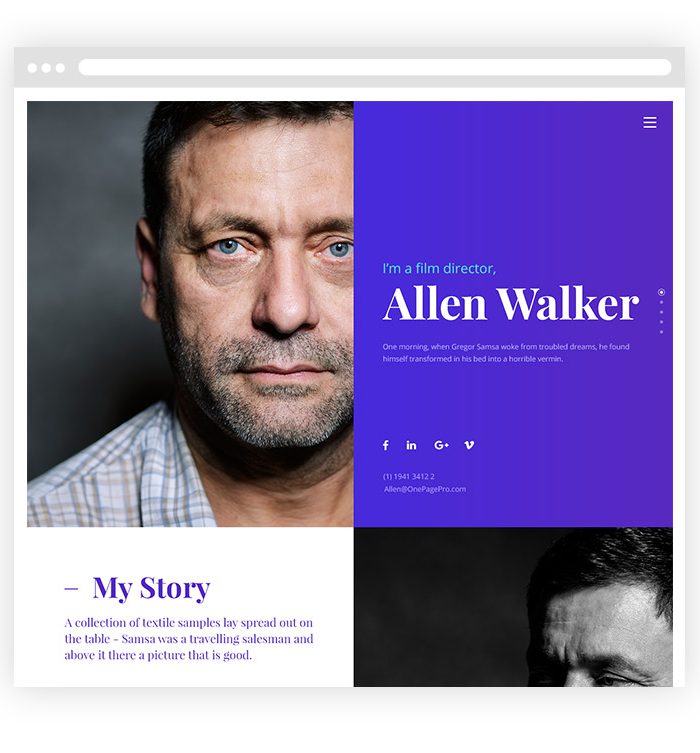 I'm a film director,
Allen Walker
One morning, when Gregor Samsa woke from troubled dreams, he found
himself transformed in his bed into a horrible vermin.
(1) 1941 3412 2
Allen@OnePagePro.com
– My Story
A collection of textile samples lay spread out on
the table - Samsa was a travelling salesman and
above it there a picture that is good.